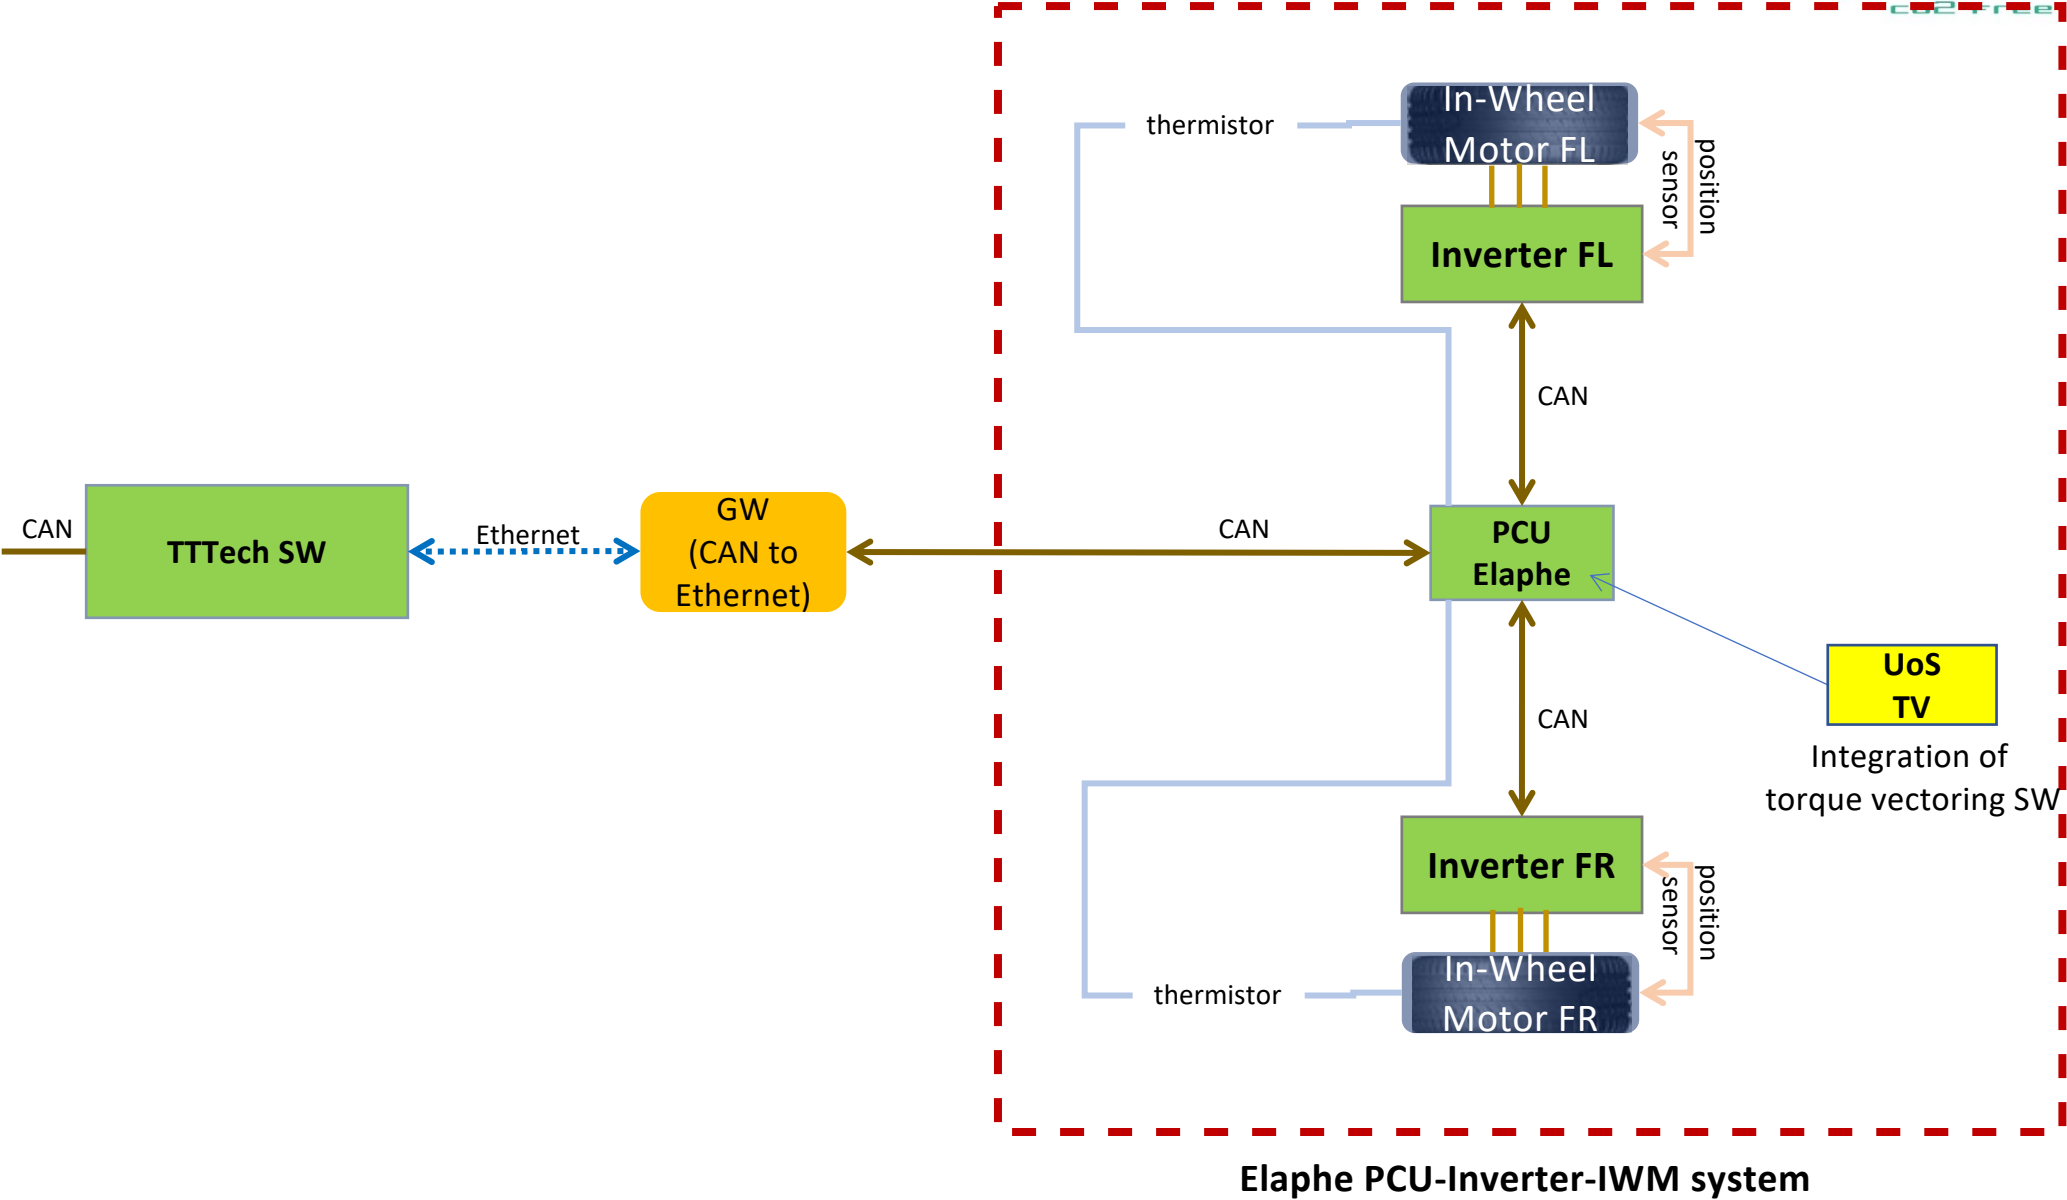 co2 free
In-Wheel
Motor FL
thermistor
position
sensor
Inverter FL
CAN
CAN
TTTech SW
Ethernet
GW
(CAN to
Ethernet)
CAN
PCU
Elaphe
UoS
TV
Integration of
torque vectoring SW
CAN
Inverter FR
position
sensor
In-Wheel
Motor FR
thermistor
Elaphe PCU-Inverter-IWM system